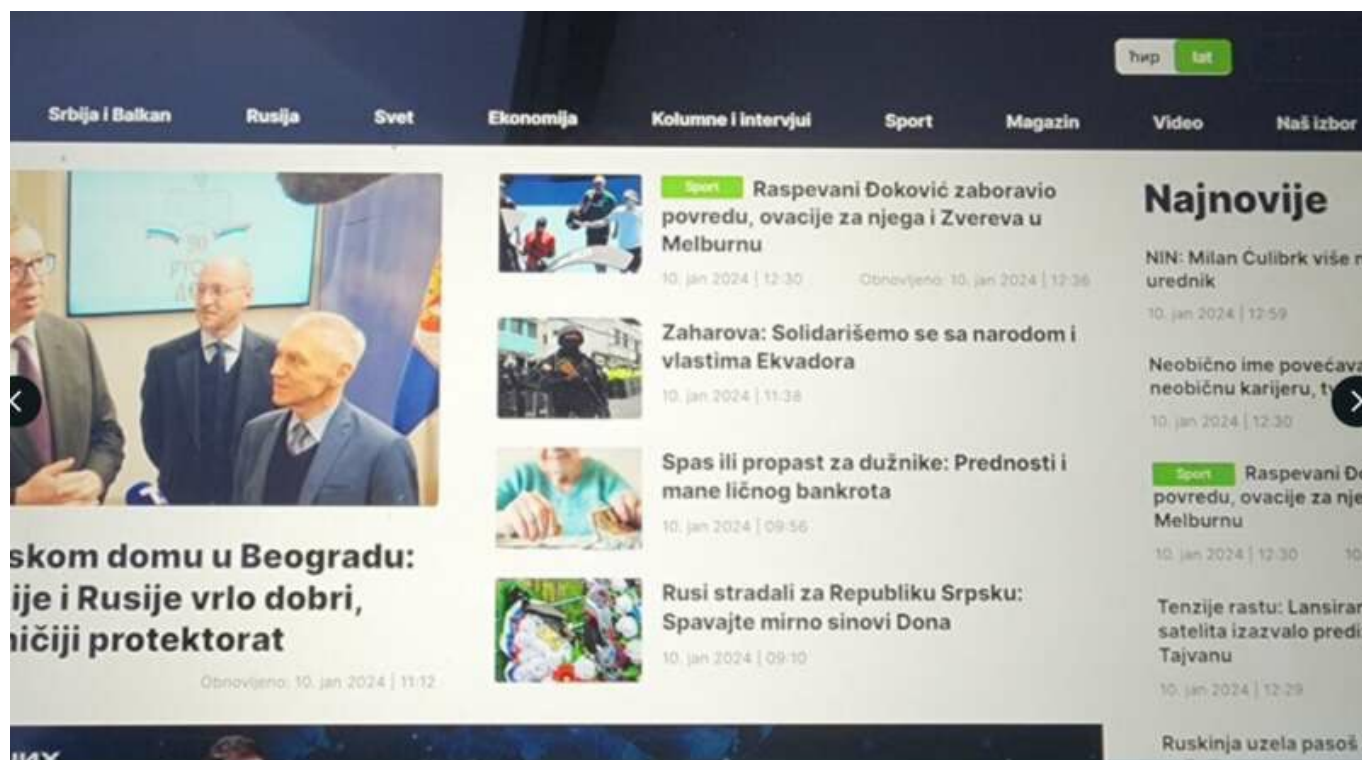 ћир lat
Srbija i Balkan Rusija Svet Ekonomija Kolumne i intervjui Sport Magazin Video Naš izbor
skom domu u Beogradu:
ije i Rusije vrlo dobri,
ničiji protektorat
Obnovljeno: 10. jan 2024 | 11:12
Sport Raspevani Đoković zaboravio
povredu, ovacije za njega i Zvereva u
Melburnu
10. jan 2024 | 12:30 Obnovljeno: 10. jan 2024 | 12:36
Zaharova: Solidarišemo se sa narodom i
vlastima Ekvadora
10. jan 2024 | 11:38
Spas ili propast za dužnike: Prednosti i
mane ličnog bankrota
10. jan 2024 | 09:56
Rusi stradali za Republiku Srpsku:
Spavajte mirno sinovi Dona
10. jan 2024 | 09:10
Najnovije
NIN: Milan Ćulibrk više
urednik
10. jan 2024 | 12:59
Neobično ime povećava
neobičnu karijeru,
10. jan 2024 | 12:30
Sport Raspevani
povredu, ovacije za nje
Melburnu
10. jan 2024 | 12:30 10
Tenzije rastu: Lansiran
satelita izazvalo predi
Tajvanu
10. jan 2024 | 12:29
Ruskinja uzela pasoš